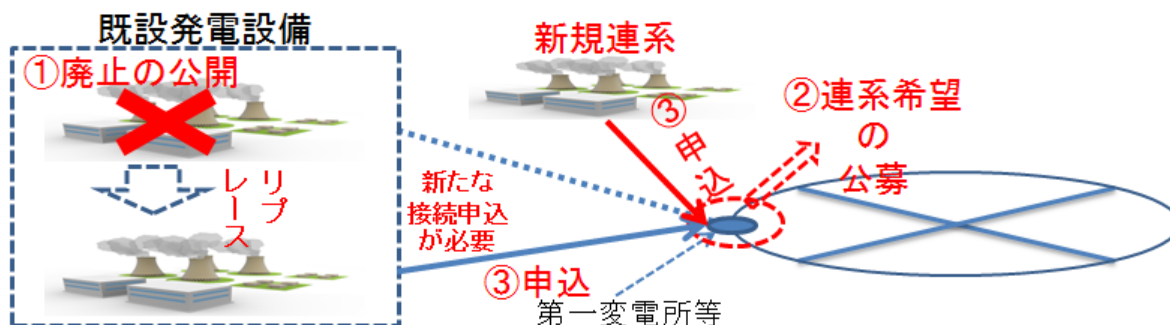 既設発電設備
①廃止の公開
リプ
レース
新規連系
③
申
込
②連系希望
の
公募
新たな
接続申込
が必要
③申込
第一変電所等